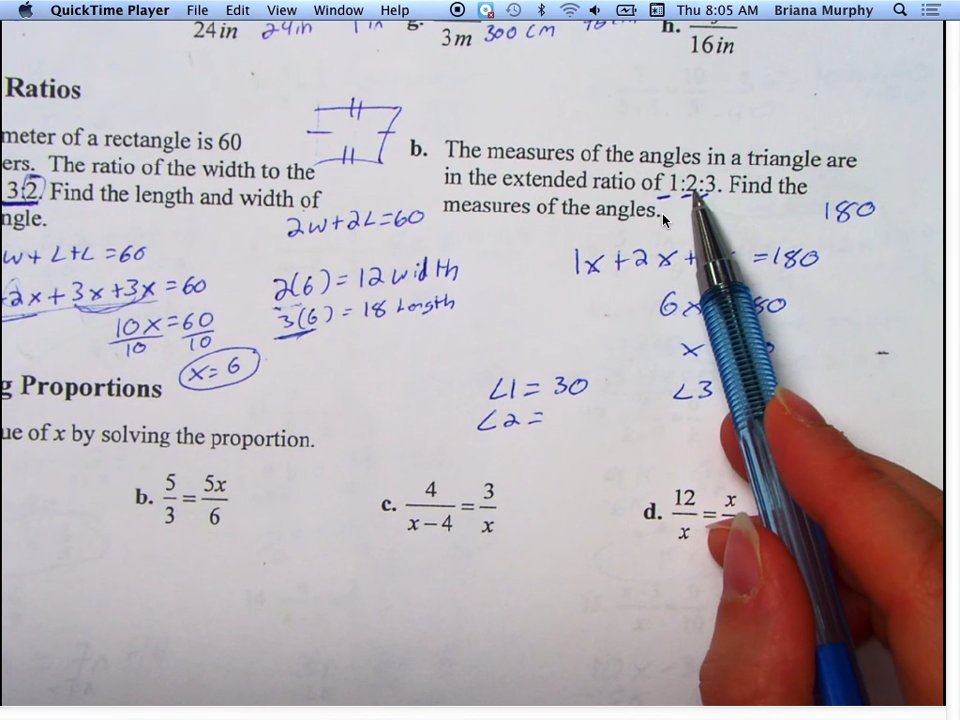 QuickTime Player File Edit View Window Help Thu 8:05 AM Briana Murphy
24in 24in 1 in g. 3m 300 cm h. 16in
Ratios
meter of a rectangle is 60
ers. The ratio of the width to the
3:2. Find the length and width of
ngle.
2w+2L=60
w+L+L=60
2x+3x+3x=60
10x=60
10 10
x=6
2(6)=12 width
3(6)=18 Length
b. The measures of the angles in a triangle are
in the extended ratio of 1:2:3. Find the
measures of the angles.
180
1x+2x+ =180
6x 80
x
∠1=30
∠2=
∠3
g Proportions
ue of x by solving the proportion.
b. 5/3 = 5x/6
c. 4/x−4 = 3/x
d. 12/x = x